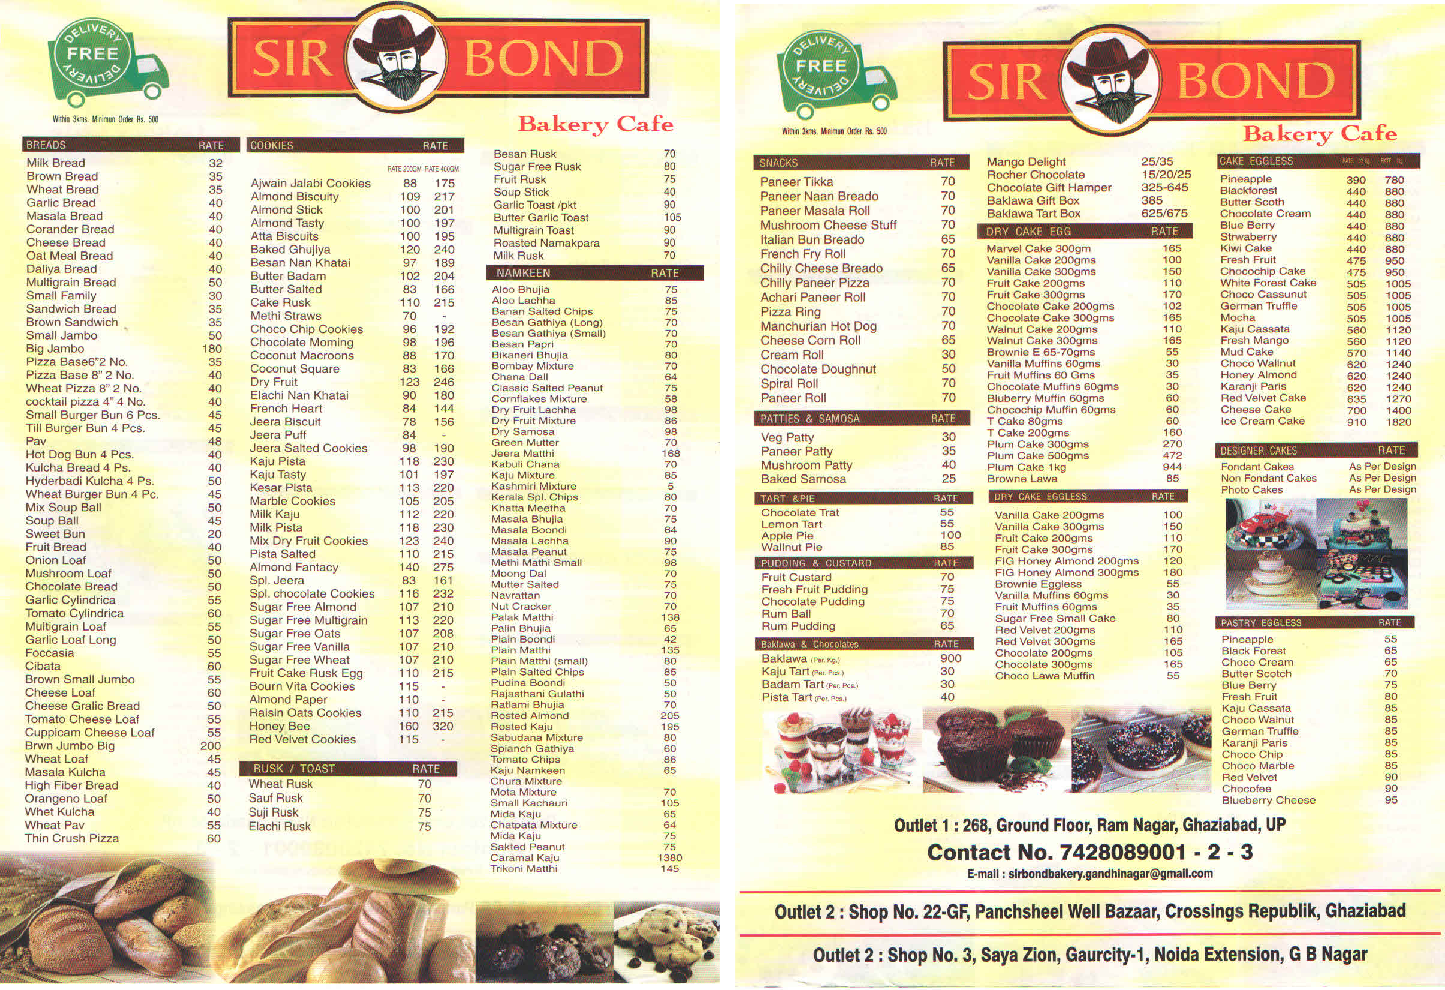 DELIVERY
FREE
DELIVERY
SIR BOND
Within 3kms. Minimun Order Rs. 500
Bakery Cafe
BREADS RATE
Milk Bread 32
Brown Bread 35
Wheat Bread 35
Garlic Bread 40
Masala Bread 40
Corander Bread 40
Cheese Bread 40
Oat Meal Bread 40
Daliya Bread 40
Multigrain Bread 50
Small Family 30
Sandwich Bread 35
Brown Sandwich 35
Small Jambo 50
Big Jambo 180
Pizza Base6"2 No. 35
Pizza Base 8" 2 No. 40
Wheat Pizza 8" 2 No. 40
cocktail pizza 4" 4 No. 40
Small Burger Bun 6 Pcs. 45
Till Burger Bun 4 Pcs. 45
Pav 48
Hot Dog Bun 4 Pcs. 40
Kulcha Bread 4 Ps. 40
Hyderbadi Kulcha 4 Ps. 50
Wheat Burger Bun 4 Pc. 45
Mix Soup Ball 50
Soup Ball 45
Sweet Bun 20
Fruit Bread 40
Onion Loaf 50
Mushroom Loaf 50
Chocolate Bread 50
Garlic Cylindrica 55
Tomato Cylindrica 60
Multigrain Loaf 55
Garlic Loaf Long 50
Foccasia 55
Cibata 60
Brown Small Jumbo 55
Cheese Loaf 60
Cheese Gralic Bread 50
Tomato Cheese Loaf 55
Cuppicam Cheese Loaf 55
Brwn Jumbo Big 200
Wheat Loaf 45
Masala Kulcha 45
High Fiber Bread 40
Orangeno Loaf 50
Whet Kulcha 40
Wheat Pav 55
Thin Crush Pizza 60
COOKIES RATE
RATE 200GM RATE 400GM
Ajwain Jalabi Cookies 88 175
Almond Biscuity 109 217
Almond Stick 100 201
Almond Tasty 100 197
Atta Biscuits 100 195
Baked Ghujiya 120 240
Besan Nan Khatai 97 189
Butter Badam 102 204
Butter Salted 83 166
Cake Rusk 110 215
Methi Straws 70 -
Choco Chip Cookies 96 192
Chocolate Morning 98 196
Coconut Macroons 88 170
Coconut Square 83 166
Dry Fruit 123 246
Elachi Nan Khatai 90 180
French Heart 84 144
Jeera Biscuit 78 156
Jeera Puff 84 -
Jeera Salted Cookies 98 190
Kaju Pista 118 230
Kaju Tasty 101 197
Kesar Pista 113 220
Marble Cookies 105 205
Milk Kaju 112 220
Milk Pista 118 230
Mix Dry Fruit Cookies 123 240
Pista Salted 110 215
Almond Fantacy 140 275
Spl. Jeera 83 161
Spl. chocolate Cookies 116 232
Sugar Free Almond 107 210
Sugar Free Multigrain 113 220
Sugar Free Oats 107 208
Sugar Free Vanilla 107 210
Sugar Free Wheat 107 210
Fruit Cake Rusk Egg 110 215
Bourn Vita Cookies 115 -
Almond Paper 110 -
Raisin Oats Cookies 110 215
Honey Bee 160 320
Red Velvet Cookies 115 -
RUSK / TOAST RATE
Wheat Rusk 70
Sauf Rusk 70
Suji Rusk 75
Elachi Rusk 75
Besan Rusk 70
Sugar Free Rusk 80
Fruit Rusk 75
Soup Stick 40
Garlic Toast /pkt 90
Butter Garlic Toast 105
Multigrain Toast 90
Roasted Namakpara 90
Milk Rusk 70
NAMKEEN RATE
Aloo Bhujia 75
Aloo Lachha 85
Banan Salted Chips 75
Besan Gathiya (Long) 70
Besan Gathiya (Small) 70
Besan Papri 70
Bikaneri Bhujia 80
Bombay Mixture 70
Chana Dall 64
Classic Salted Peanut 75
Cornflakes Mixture 58
Dry Fruit Lachha 98
Dry Fruit Mixture 86
Dry Samosa 98
Green Mutter 70
Jeera Matthi 168
Kabuli Chana 70
Kaju Mixture 85
Kashmiri Mixture 5
Kerala Spl. Chips 80
Khatta Meetha 70
Masala Bhujia 75
Masala Boondi 64
Masala Lachha 90
Masala Peanut 75
Methi Mathi Small 98
Moong Dal 70
Mutter Salted 75
Navrattan 70
Nut Cracker 70
Palak Matthi 138
Palin Bhujia 65
Plain Boondi 42
Plain Matthi 135
Plain Matthi (small) 80
Plain Salted Chips 85
Pudina Boondi 50
Rajasthani Gulathi 50
Ratlami Bhujia 70
Rosted Almond 205
Rosted Kaju 195
Sabudana Mixture 80
Spianch Gathiya 60
Tomato Chips 88
Kaju Namkeen 65
Chura Mixture
Mota Mixture 70
Small Kachauri 105
Mida Kaju 65
Chatpata Mixture 64
Mida Kaju 75
Sakted Peanut 75
Caramal Kaju 1380
Trikoni Matthi 145
DELIVERY
FREE
DELIVERY
SIR BOND
Within 3kms. Minimun Order Rs. 500
Bakery Cafe
SNACKS RATE
Paneer Tikka 70
Paneer Naan Breado 70
Paneer Masala Roll 70
Mushroom Cheese Stuff 70
Italian Bun Breado 65
French Fry Roll 70
Chilly Cheese Breado 65
Chilly Paneer Pizza 70
Achari Paneer Roll 70
Pizza Ring 70
Manchurian Hot Dog 70
Cheese Corn Roll 65
Cream Roll 30
Chocolate Doughnut 50
Spiral Roll 70
Paneer Roll 70
PATTIES & SAMOSA RATE
Veg Patty 30
Paneer Patty 35
Mushroom Patty 40
Baked Samosa 25
TART &PIE RATE
Chocolate Trat 55
Lemon Tart 55
Apple Pie 100
Wallnut Pie 85
PUDDING & CUSTARD RATE
Fruit Custard 70
Fresh Fruit Pudding 75
Chocolate Pudding 75
Rum Ball 70
Rum Pudding 65
Baklawa & Chocolates RATE
Baklawa (Per. Kg.) 900
Kaju Tart (Per. Pcs.) 30
Badam Tart (Per. Pcs.) 30
Pista Tart (Per. Pcs.) 40
Mango Delight 25/35
Rocher Chocolate 15/20/25
Chocolate Gift Hamper 325-645
Baklawa Gift Box 385
Baklawa Tart Box 625/675
DRY CAKE EGG RATE
Marvel Cake 300gm 165
Vanilla Cake 200gms 100
Vanilla Cake 300gms 150
Fruit Cake 200gms 110
Fruit Cake 300gms 170
Chocolate Cake 200gms 102
Chocolate Cake 300gms 165
Walnut Cake 200gms 110
Walnut Cake 300gms 165
Brownie E 65-70gms 55
Vanilla Muffins 60gms 30
Fruit Muffins 60 Gms 35
Chocolate Muffins 60gms 30
Bluberry Muffin 60gms 60
Chocochip Muffin 60gms 60
T Cake 80gms 60
T Cake 200gms 160
Plum Cake 300gms 270
Plum Cake 500gms 472
Plum Cake 1kg 944
Browne Lawa 85
DRY CAKE EGGLESS RATE
Vanilla Cake 200gms 100
Vanilla Cake 300gms 150
Fruit Cake 200gms 110
Fruit Cake 300gms 170
FIG Honey Almond 200gms 120
FIG Honey Almond 300gms 180
Brownie Eggless 55
Vanilla Muffins 60gms 30
Fruit Muffins 60gms 35
Sugar Free Small Cake 80
Red Velvet 200gms 110
Red Velvet 300gms 165
Chocolate 200gms 105
Chocolate 300gms 165
Choco Lawa Muffin 55
CAKE EGGLESS
Pineapple 390 780
Blackforest 440 880
Butter Scoth 440 880
Chocolate Cream 440 880
Blue Berry 440 880
Strwaberry 440 880
Kiwi Cake 440 880
Fresh Fruit 475 950
Chocochip Cake 475 950
White Forest Cake 505 1005
Choco Cassunut 505 1005
German Truffle 505 1005
Mocha 505 1005
Kaju Cassata 560 1120
Fresh Mango 560 1120
Mud Cake 570 1140
Choco Wallnut 620 1240
Honey Almond 620 1240
Karanji Paris 620 1240
Red Velvet Cake 635 1270
Cheese Cake 700 1400
Ice Cream Cake 910 1820
DESIGNER CAKES RATE
Fondant Cakes As Per Design
Non Fondant Cakes As Per Design
Photo Cakes As Per Design
PASTRY EGGLESS RATE
Pineapple 55
Black Forest 65
Choco Cream 65
Butter Scotch 70
Blue Berry 75
Fresh Fruit 80
Kaju Cassata 85
Choco Walnut 85
German Truffle 85
Karanji Paris 85
Choco Chip 85
Choco Marble 85
Red Velvet 90
Chocofee 90
Blueberry Cheese 95
Outlet 1 : 268, Ground Floor, Ram Nagar, Ghaziabad, UP
Contact No. 7428089001 - 2 - 3
E-mail : sirbondbakery.gandhinagar@gmail.com
Outlet 2 : Shop No. 22-GF, Panchsheel Well Bazaar, Crossings Republik, Ghaziabad
Outlet 2 : Shop No. 3, Saya Zion, Gaurcity-1, Noida Extension, G B Nagar